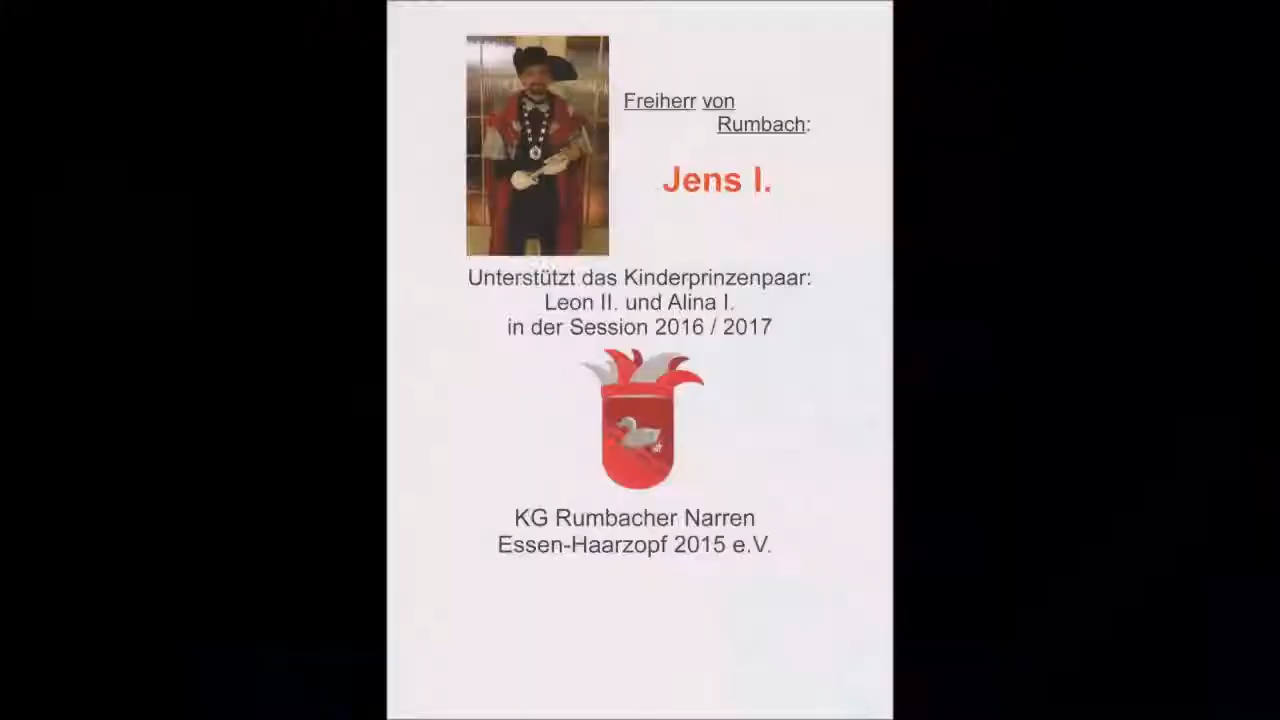 Freiherr von
Rumbach:
Jens I.
Unterstützt das Kinderprinzenpaar:
Leon II. und Alina I.
in der Session 2016 / 2017
KG Rumbacher Narren
Essen-Haarzopf 2015 e.V.